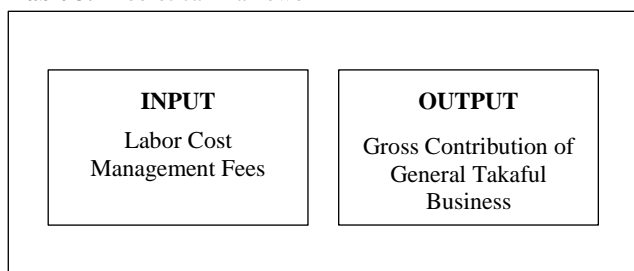 INPUT
Labor Cost
Management Fees
OUTPUT
Gross Contribution of
General Takaful
Business